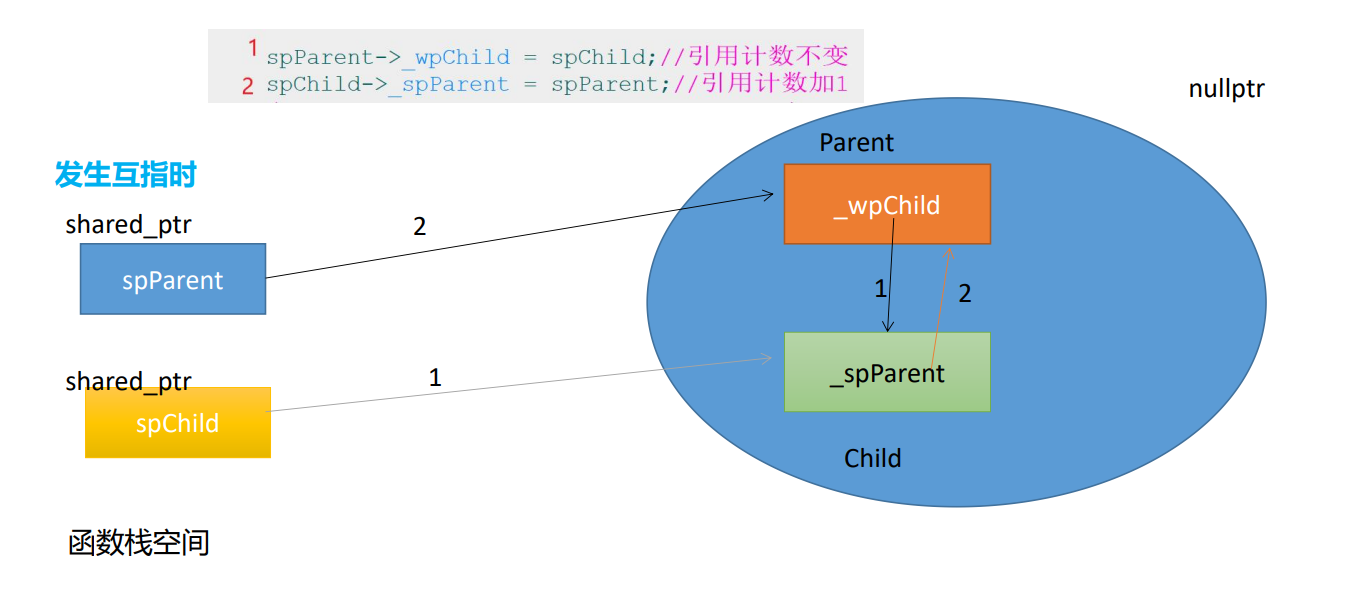 1 spParent->_wpChild = spChild;//引用计数不变
2 spChild->_spParent = spParent;//引用计数加1
nullptr
Parent
发生互指时
_wpChild
shared_ptr
2
spParent
1
2
shared_ptr
1
_spParent
spChild
Child
函数栈空间